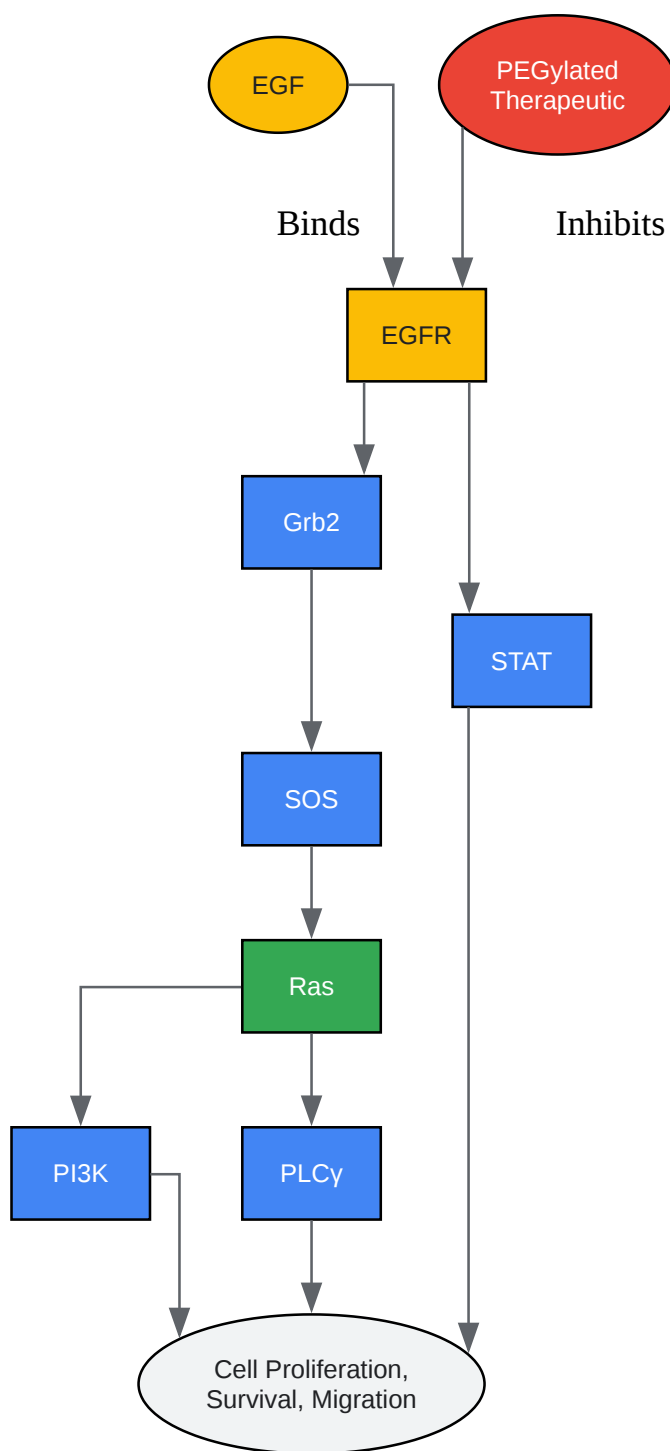 EGF
PEGylated
Therapeutic
Binds
Inhibits
EGFR
Grb2
STAT
SOS
Ras
PI3K
PLCγ
Cell Proliferation,
Survival, Migration